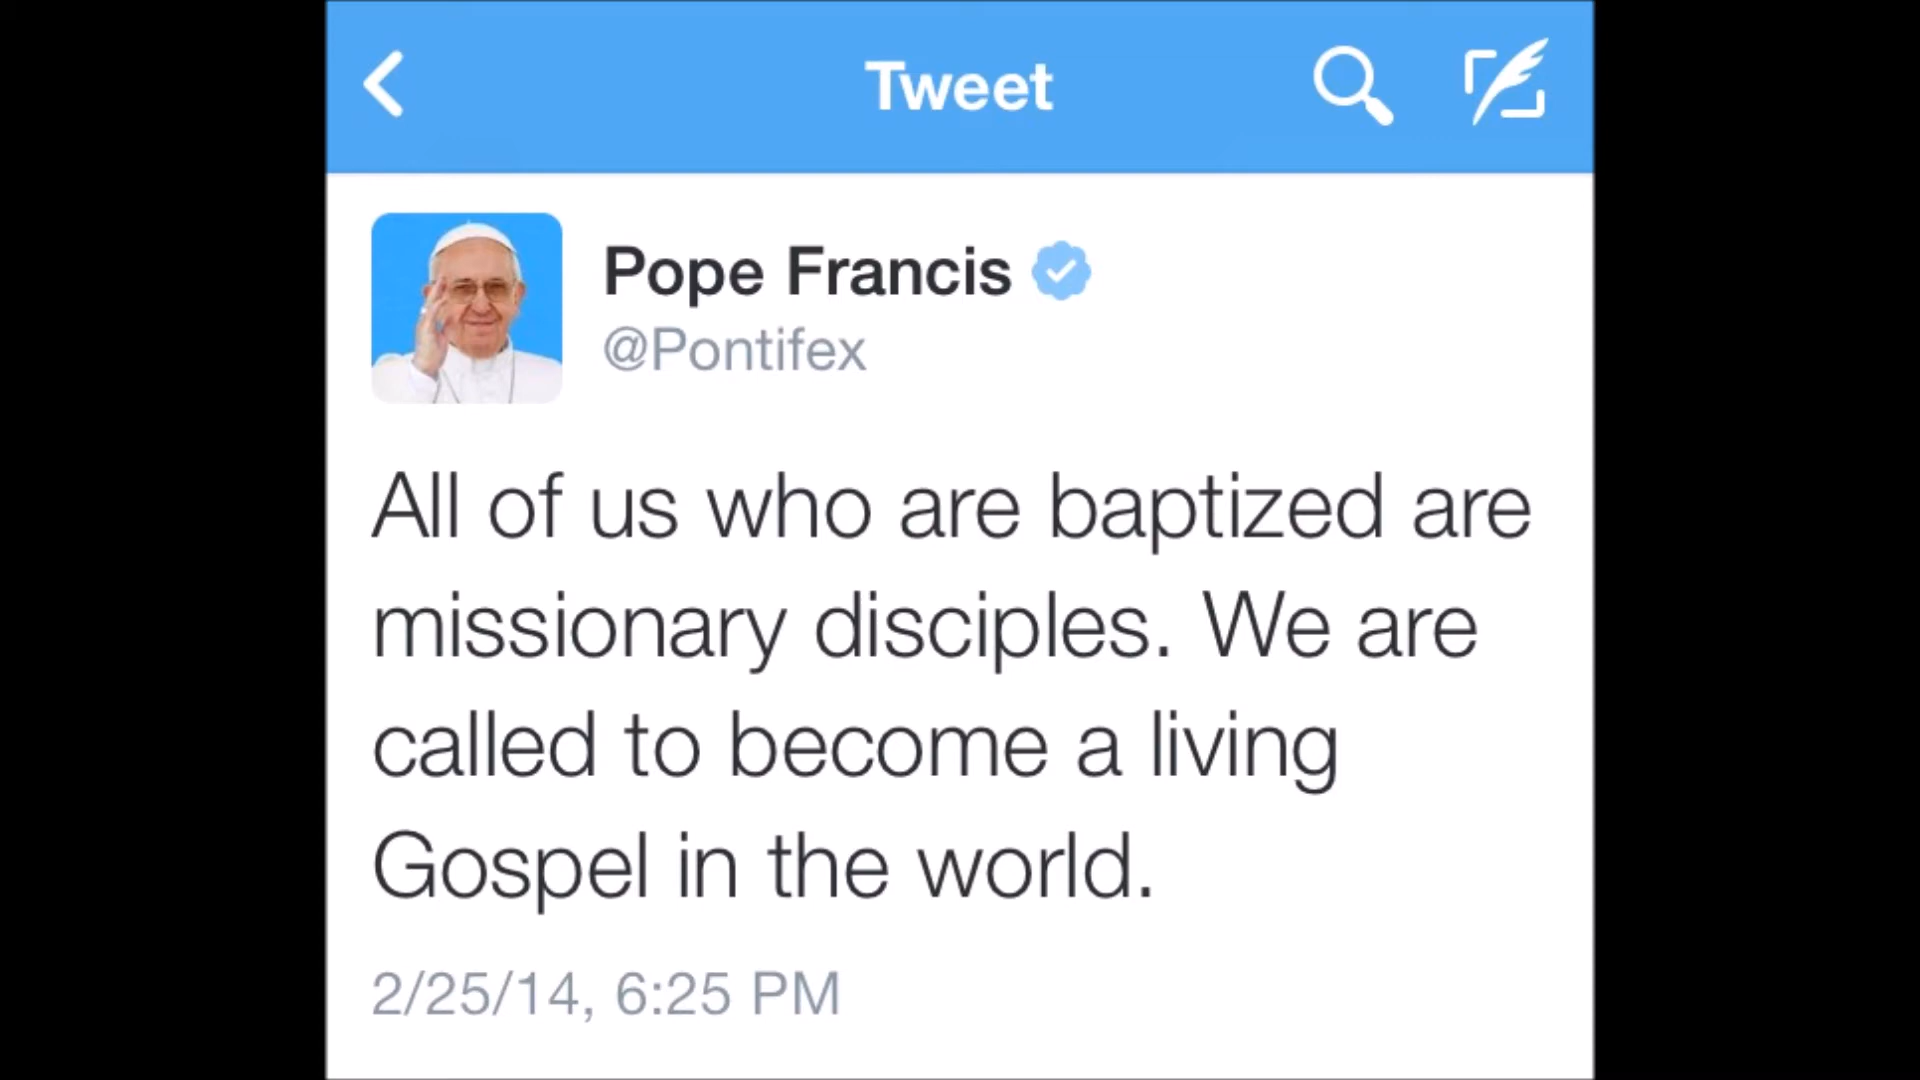 Tweet
Pope Francis
@Pontifex
All of us who are baptized are
missionary disciples. We are
called to become a living
Gospel in the world.
2/25/14, 6:25 PM